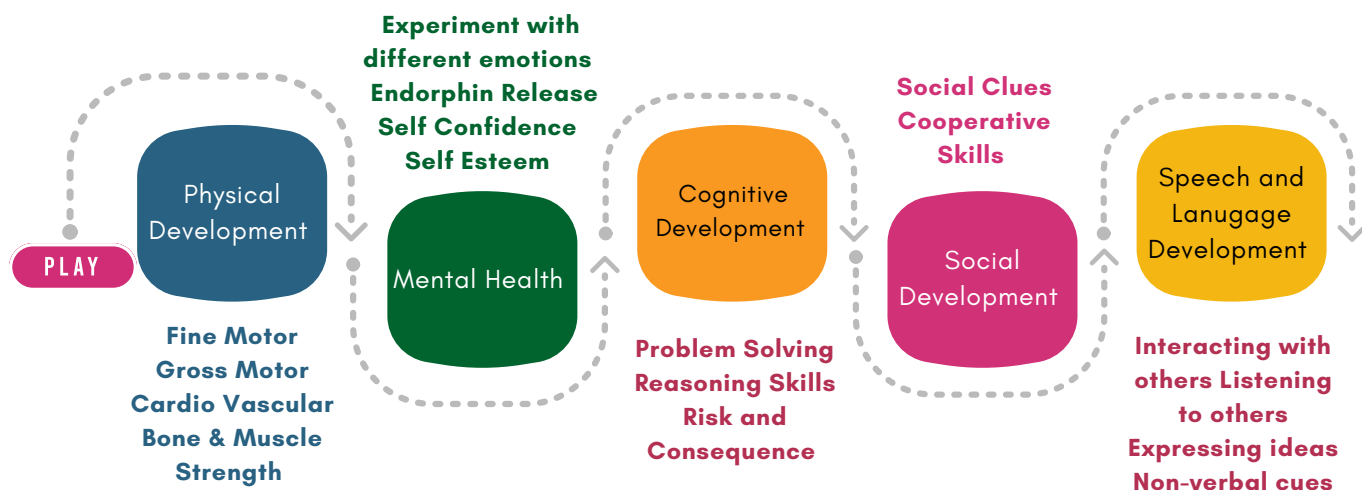 PLAY
Physical
Development
Fine Motor
Gross Motor
Cardio Vascular
Bone & Muscle
Strength
Experiment with
different emotions
Endorphin Release
Self Confidence
Self Esteem
Mental Health
Cognitive
Development
Problem Solving
Reasoning Skills
Risk and
Consequence
Social Clues
Cooperative
Skills
Social
Development
Speech and
Lanugage
Development
Interacting with
others Listening
to others
Expressing ideas
Non-verbal cues